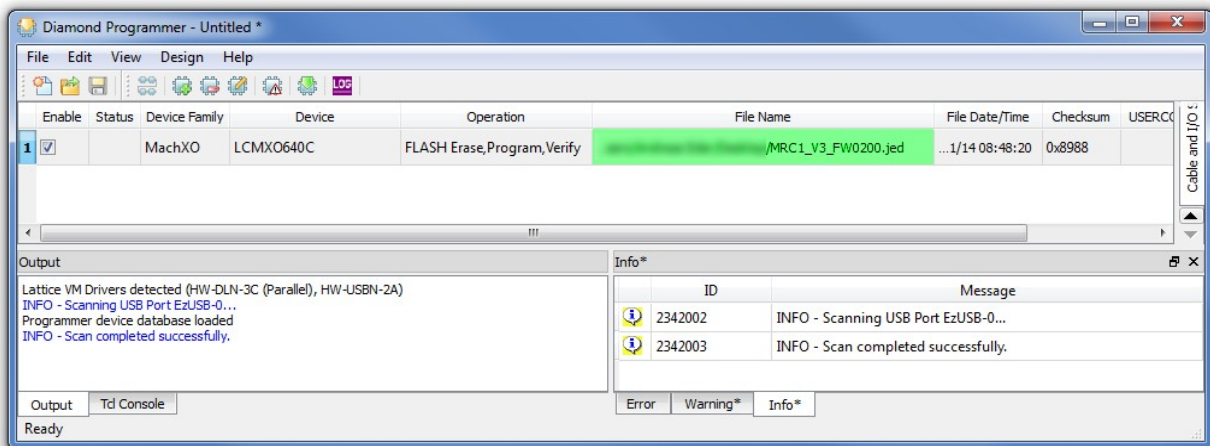 Diamond Programmer - Untitled *
File Edit View Design Help
LOG
Enable Status Device Family Device Operation File Name File Date/Time Checksum
1 MachXO LCMXO640C FLASH Erase,Program,Verify /MRC1_V3_FW0200.jed ...1/14 08:48:20 0x8988
Cable and I/O
Output
Lattice VM Drivers detected (HW-DLN-3C (Parallel), HW-USBN-2A)
INFO - Scanning USB Port EzUSB-0...
Programmer device database loaded
INFO - Scan completed successfully.
Output Tcl Console
Info*
ID Message
2342002 INFO - Scanning USB Port EzUSB-0...
2342003 INFO - Scan completed successfully.
Error Warning* Info*
Ready